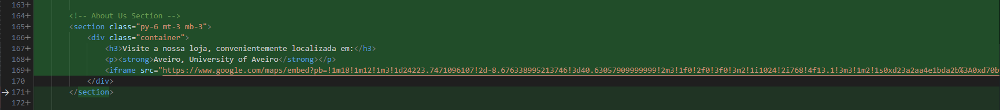 163+
164+ <!-- About Us Section -->
165+ <section class="py-6 mt-3 mb-3">
166+ <div class="container">
167+ <h3>Visite a nossa loja, convenientemente localizada em:</h3>
168+ <p><strong>Aveiro, University of Aveiro</strong></p>
169+ <iframe src="https://www.google.com/maps/embed?pb=!1m18!1m12!1m3!1d24223.7471096107!2d-8.676338995213746!3d40.63057909999999!2m3!1f0!2f0!3f0!3m2!1i1024!2i768!4f13.1!3m3!1m2!1s0xd23a2aa4e1bda2b%3A0xd70b
170 </div>
→ 171+ </section>
172+